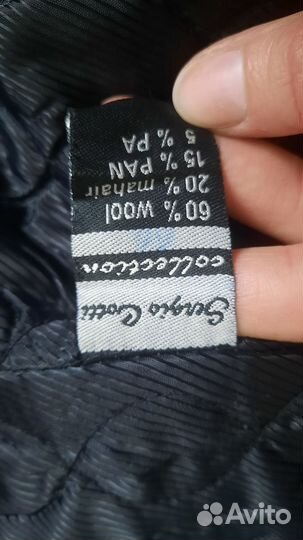 Sergio Cotti
collection
60% Wool
20% mahair
15% PAN
5% PA
Avito